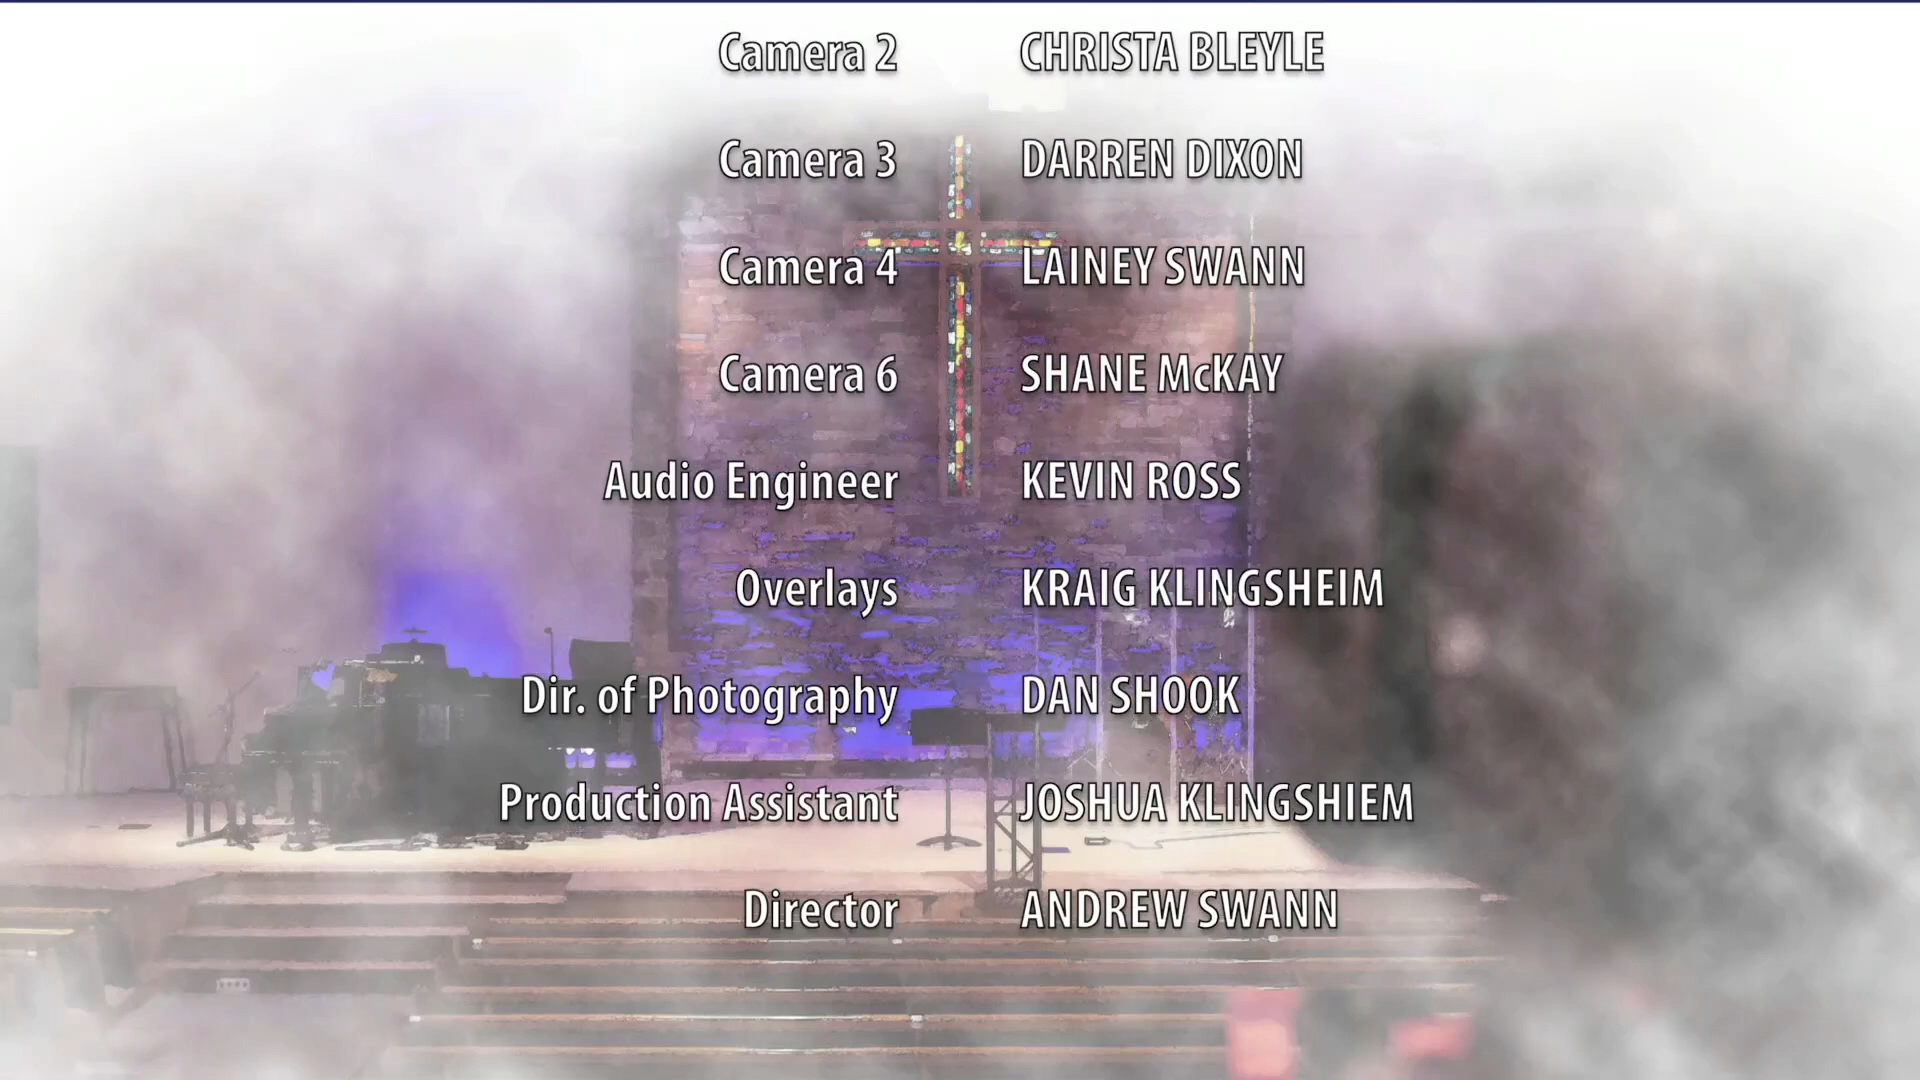 Camera 2 CHRISTA BLEYLE
Camera 3 DARREN DIXON
Camera 4 LAINEY SWANN
Camera 6 SHANE McKAY
Audio Engineer KEVIN ROSS
Overlays KRAIG KLINGSHEIM
Dir. of Photography DAN SHOOK
Production Assistant JOSHUA KLINGSHIEM
Director ANDREW SWANN